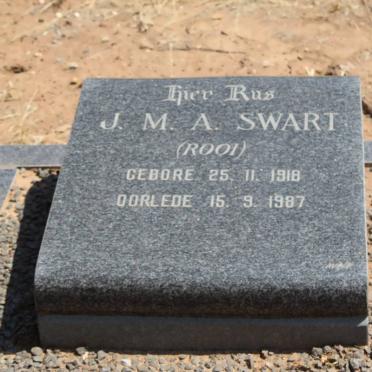 Hier Rus
J. M. A. SWART
(ROOI)
GEBORE 25. 11. 1918
OORLEDE 15. 9. 1987